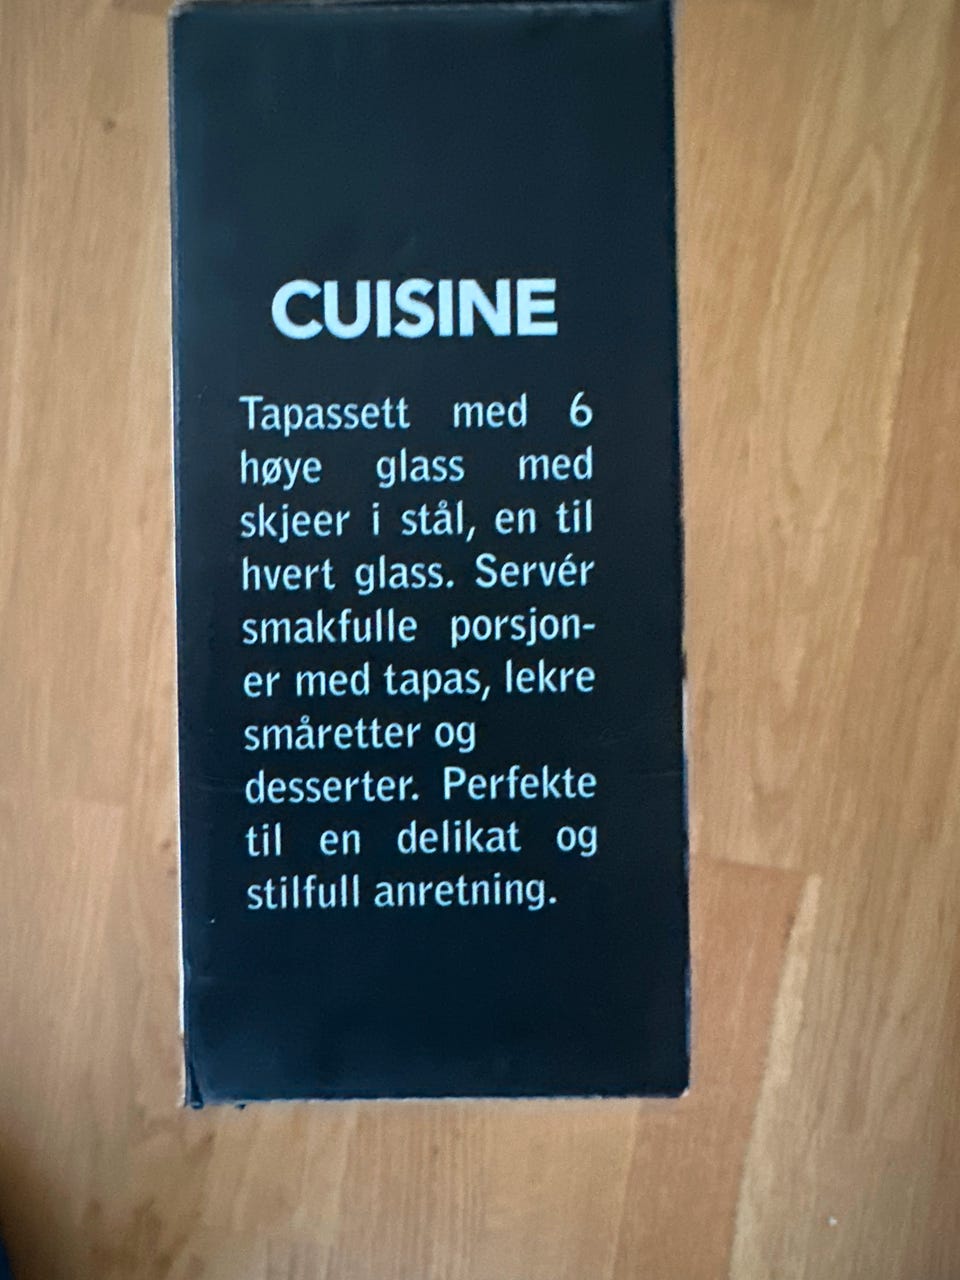 CUISINE
Tapassett med 6
høye glass med
skjeer i stål, en til
hvert glass. Servér
smakfulle porsjon-
er med tapas, lekre
småretter og
desserter. Perfekte
til en delikat og
stilfull anretning.